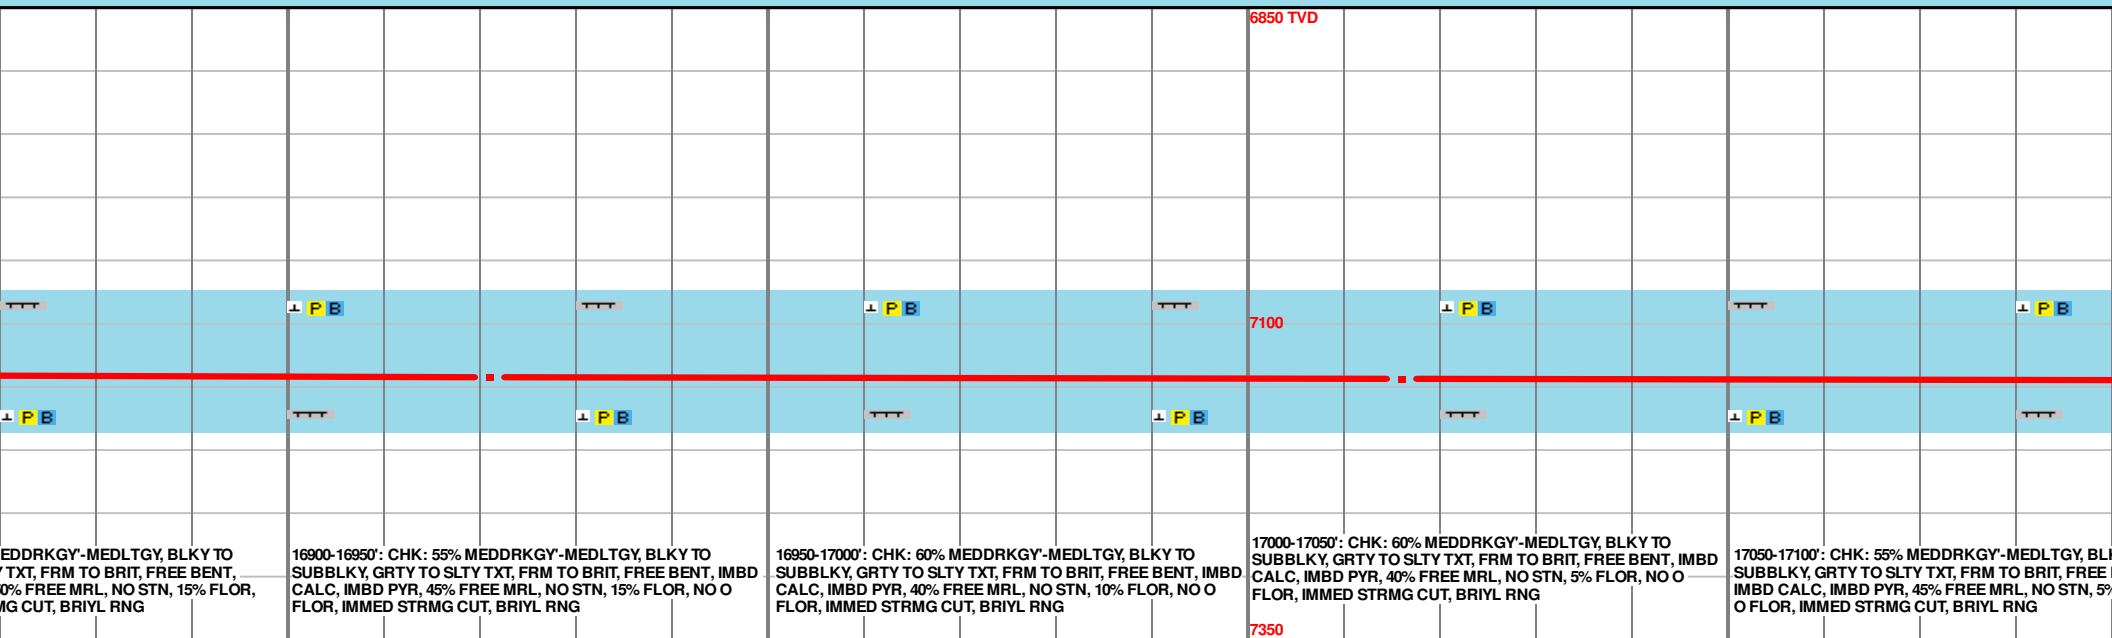 6850 TVD
P B
P B
P B
P B
7100
P B
P B
P B
P B
EDDRKGY'-MEDLTGY, BLKY TO
TXT, FRM TO BRIT, FREE BENT,
0% FREE MRL, NO STN, 15% FLOR,
MG CUT, BRIYL RNG
16900-16950': CHK: 55% MEDDRKGY'-MEDLTGY, BLKY TO
SUBBLKY, GRTY TO SLTY TXT, FRM TO BRIT, FREE BENT, IMBD
CALC, IMBD PYR, 45% FREE MRL, NO STN, 15% FLOR, NO O
FLOR, IMMED STRMG CUT, BRIYL RNG
16950-17000': CHK: 60% MEDDRKGY'-MEDLTGY, BLKY TO
SUBBLKY, GRTY TO SLTY TXT, FRM TO BRIT, FREE BENT, IMBD
CALC, IMBD PYR, 40% FREE MRL, NO STN, 10% FLOR, NO O
FLOR, IMMED STRMG CUT, BRIYL RNG
17000-17050': CHK: 60% MEDDRKGY'-MEDLTGY, BLKY TO
SUBBLKY, GRTY TO SLTY TXT, FRM TO BRIT, FREE BENT, IMBD
CALC, IMBD PYR, 40% FREE MRL, NO STN, 5% FLOR, NO O
FLOR, IMMED STRMG CUT, BRIYL RNG
17050-17100': CHK: 55% MEDDRKGY'-MEDLTGY, BL
SUBBLKY, GRTY TO SLTY TXT, FRM TO BRIT, FREE
IMBD CALC, IMBD PYR, 45% FREE MRL, NO STN, 5%
O FLOR, IMMED STRMG CUT, BRIYL RNG
7350